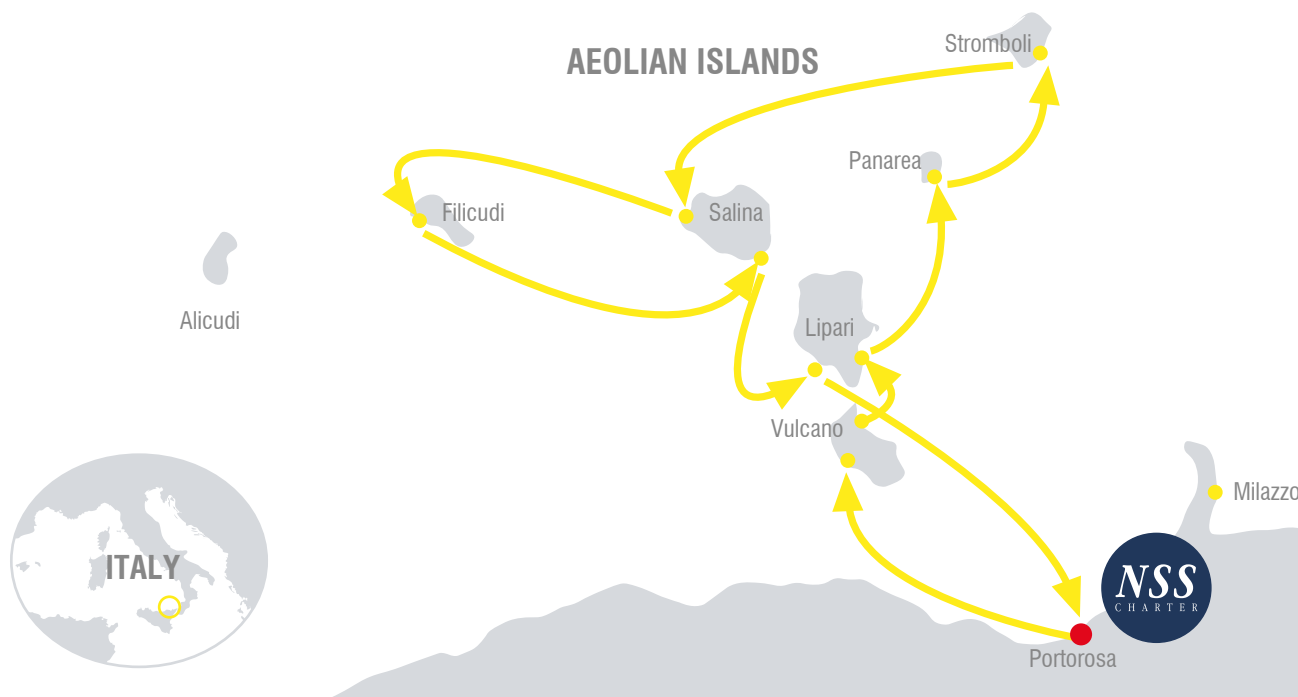 AEOLIAN ISLANDS
Stromboli
Panarea
Filicudi
Salina
Alicudi
Lipari
Vulcano
Milazzo
ITALY
NSS
CHARTER
Portorosa